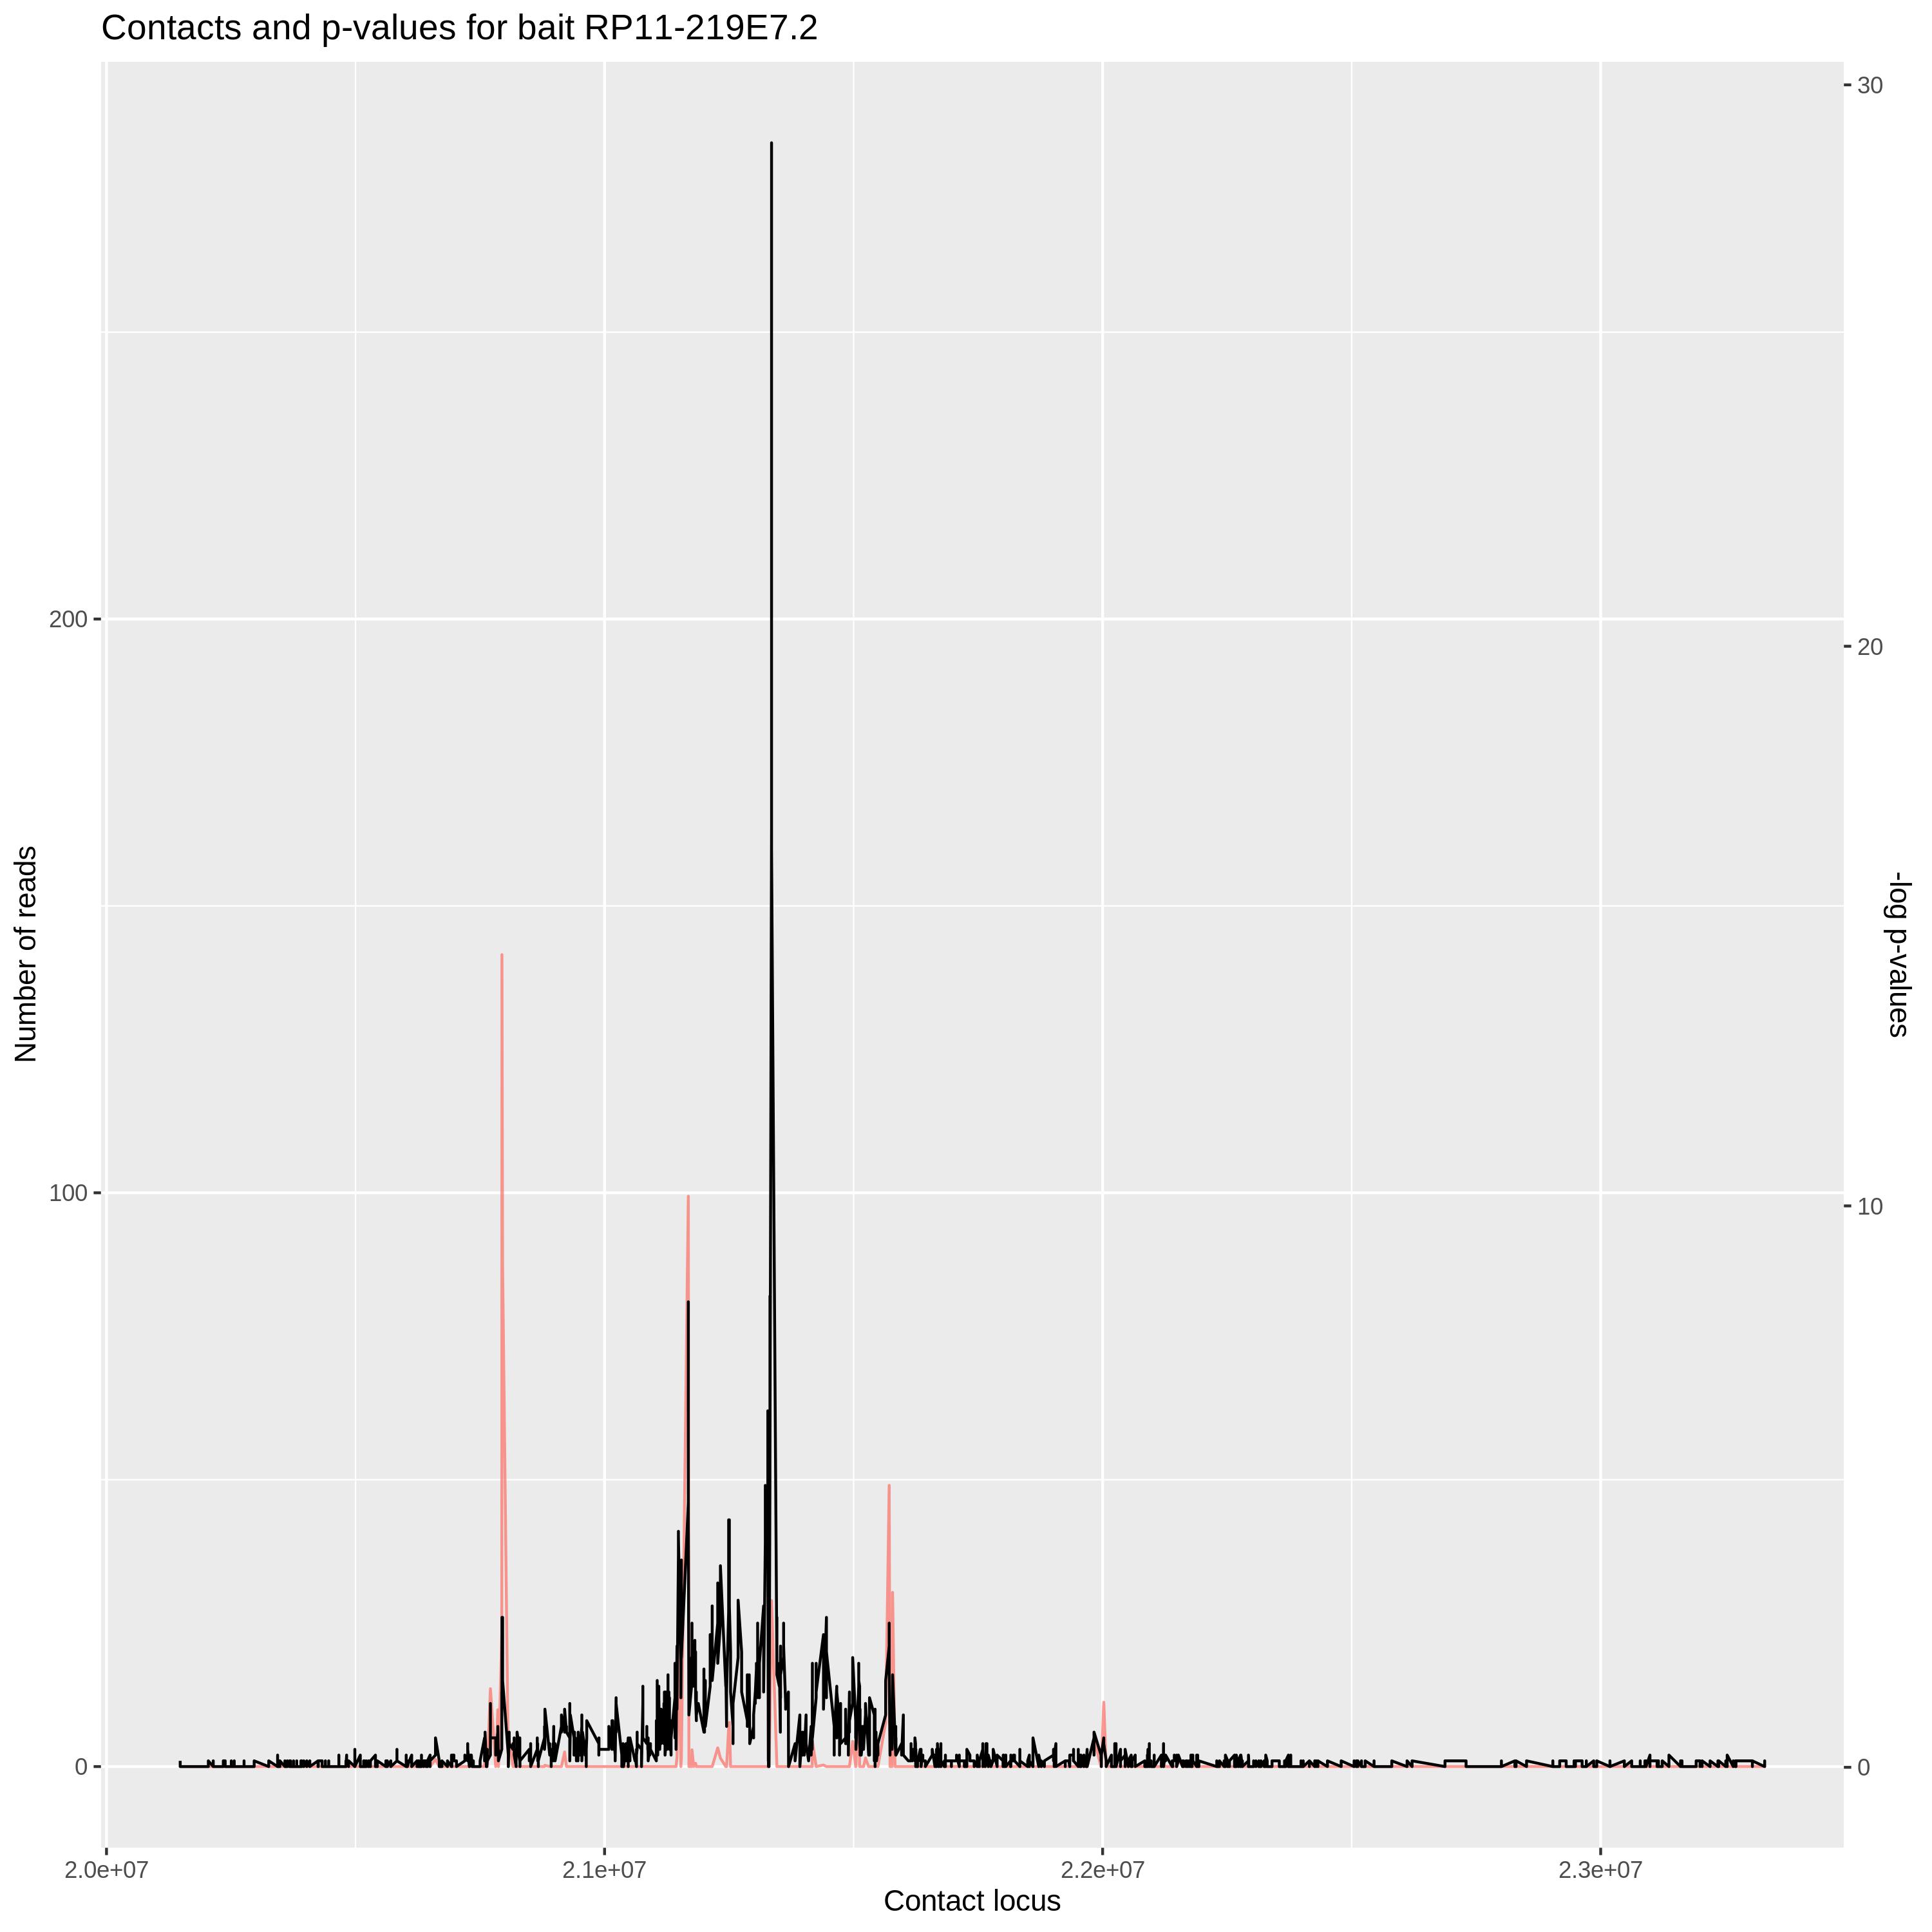 Contacts and p-values for bait RP11-219E7.2
30
200
20
Number of reads
-log p-values
100
10
0
0
2.0e+07
2.1e+07
2.2e+07
2.3e+07
Contact locus